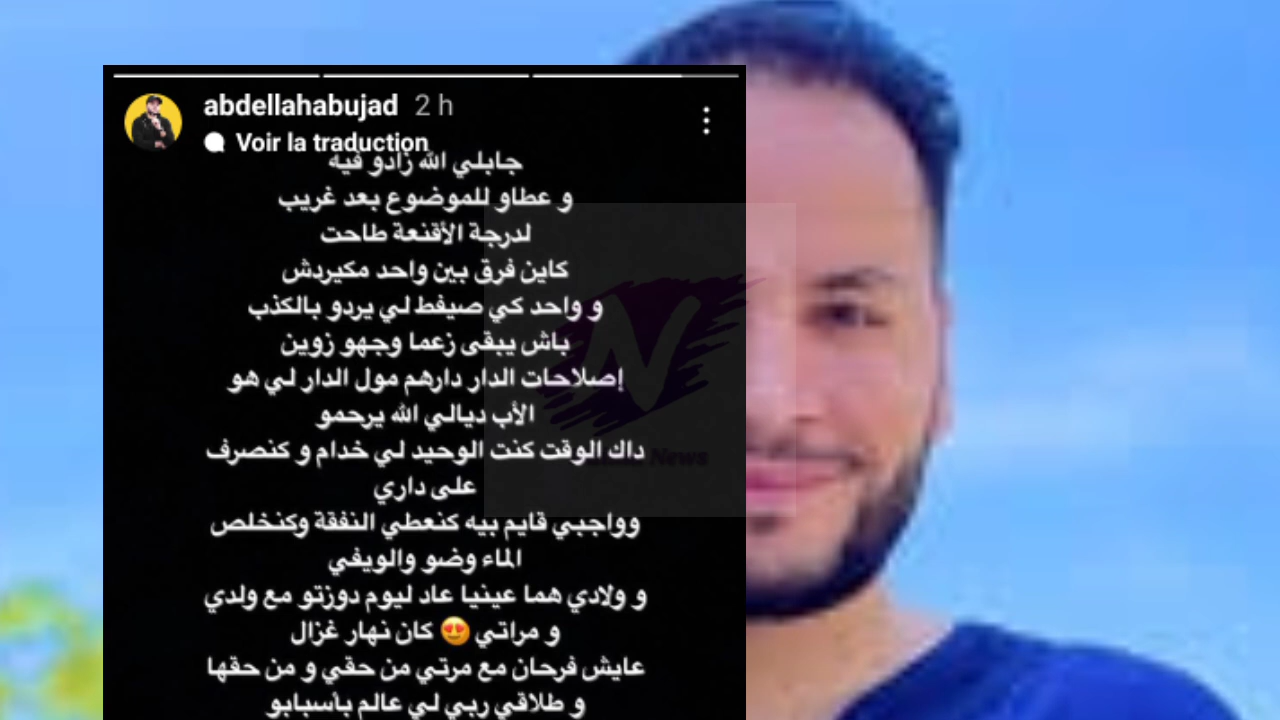 abdellahabujad 2 h
Voir la traduction
جابلي الله زادو فيه
و عطاو للموضوع بعد غريب
لدرجة الأقنعة طاحت
كاين فرق بين واحد مكيردش
و واحد كي صيفط لي يردو بالكذب
باش يبقى زعما وجهو زوين
إصلاحات الدار دارهم مول الدار لي هو
الأب ديالي الله يرحمو
داك الوقت كنت الوحيد لي خدام و كنصرف
على داري
وواجبي قايم بيه كنعطي النفقة وكنخلص
الماء وضو والويفي
و ولادي هما عينيا عاد ليوم دوزتو مع ولدي
و مراتي 😍 كان نهار غزال
عايش فرحان مع مرتي من حقي و من حقها
و طلاقي ربي لي عالم بأسبابو
N
News